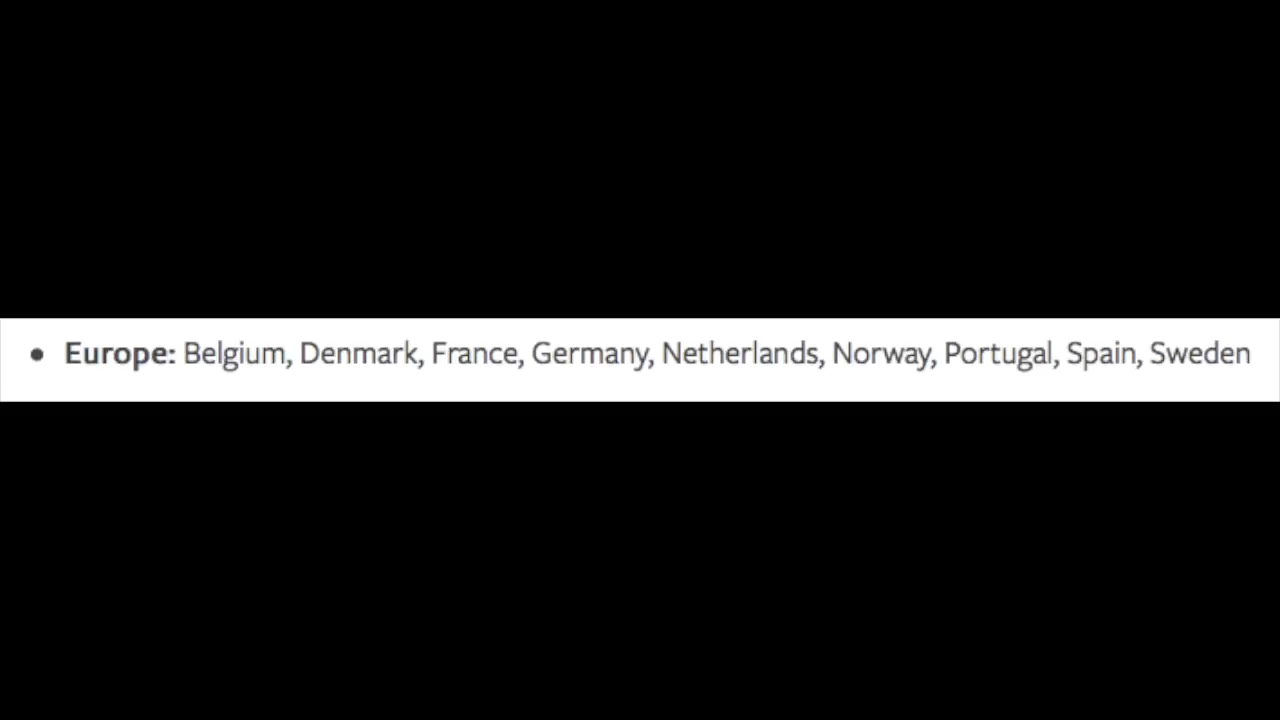 • Europe: Belgium, Denmark, France, Germany, Netherlands, Norway, Portugal, Spain, Sweden